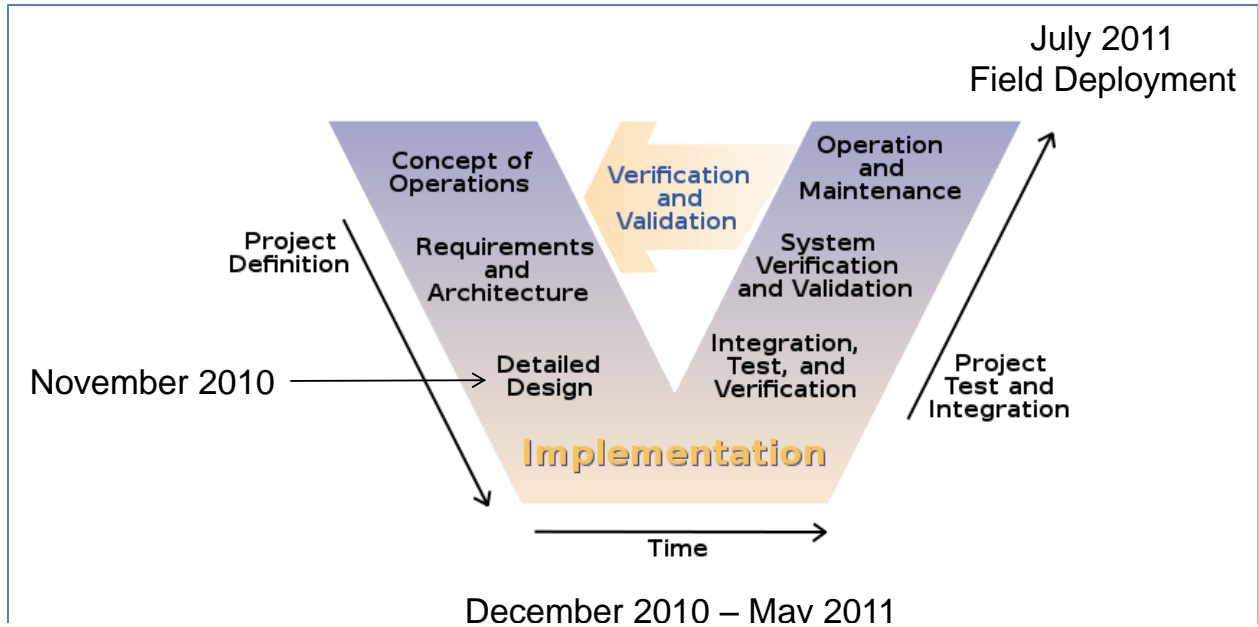 July 2011
Field Deployment
Concept of
Operations
Verification
and
Validation
Operation
and
Maintenance
Project
Definition
Requirements
and
Architecture
System
Verification
and Validation
November 2010
Detailed
Design
Integration,
Test, and
Verification
Project
Test and
Integration
Implementation
Time
December 2010 – May 2011